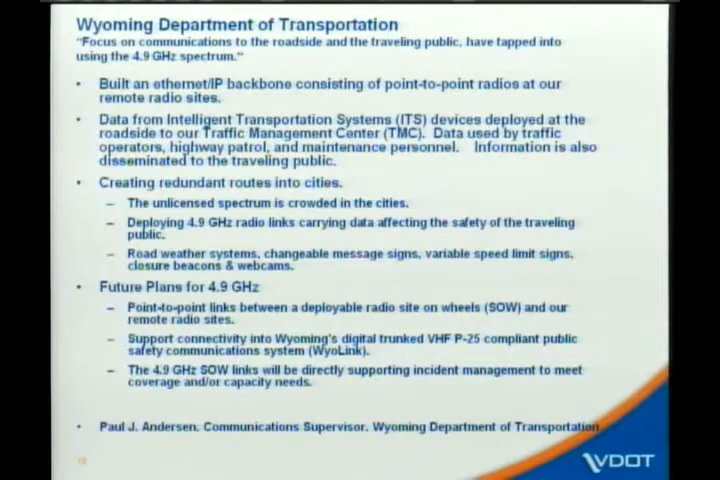 Wyoming Department of Transportation
"Focus on communications to the roadside and the traveling public, have tapped into
using the 4.9 GHz spectrum."
• Built an ethernet/IP backbone consisting of point-to-point radios at our
remote radio sites.
• Data from Intelligent Transportation Systems (ITS) devices deployed at the
roadside to our Traffic Management Center (TMC).  Data used by traffic
operators, highway patrol, and maintenance personnel.  Information is also
disseminated to the traveling public.
• Creating redundant routes into cities.
– The unlicensed spectrum is crowded in the cities.
– Deploying 4.9 GHz radio links carrying data affecting the safety of the traveling
public.
– Road weather systems, changeable message signs, variable speed limit signs,
closure beacons & webcams.
• Future Plans for 4.9 GHz
– Point-to-point links between a deployable radio site on wheels (SOW) and our
remote radio sites.
– Support connectivity into Wyoming's digital trunked VHF P-25 compliant public
safety communications system (WyoLink).
– The 4.9 GHz SOW links will be directly supporting incident management to meet
coverage and/or capacity needs.
• Paul J. Andersen, Communications Supervisor, Wyoming Department of Transportation
VDOT